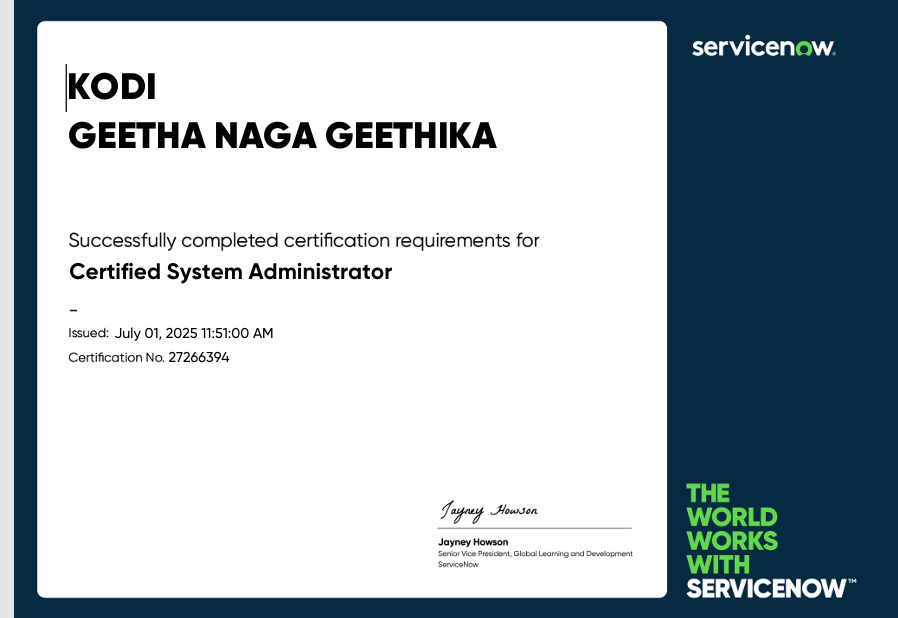 servicenow
KODI
GEETHA NAGA GEETHIKA
Successfully completed certification requirements for
Certified System Administrator
–
Issued: July 01, 2025 11:51:00 AM
Certification No. 27266394
Jayney Howson
Jayney Howson
Senior Vice President, Global Learning and Development
ServiceNow
THE
WORLD
WORKS
WITH
SERVICENOW™